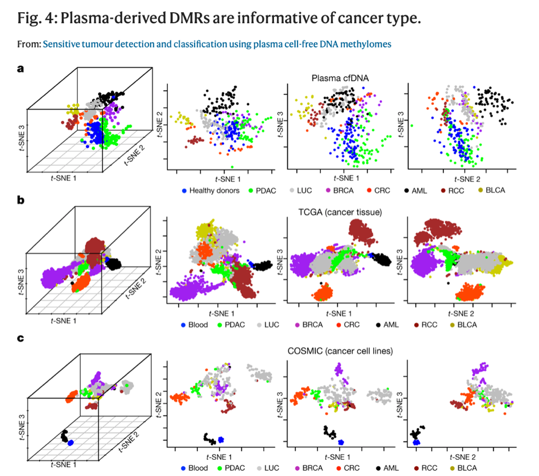 Fig. 4: Plasma-derived DMRs are informative of cancer type.
From: Sensitive tumour detection and classification using plasma cell-free DNA methylomes
a
Plasma cfDNA
t-SNE 3
t-SNE 1
t-SNE 2
t-SNE 2
t-SNE 1
t-SNE 3
t-SNE 1
t-SNE 3
t-SNE 2
Healthy donors PDAC LUC BRCA CRC AML RCC BLCA
b
TCGA (cancer tissue)
t-SNE 3
t-SNE 1
t-SNE 2
t-SNE 2
t-SNE 1
t-SNE 3
t-SNE 1
t-SNE 3
t-SNE 2
Blood PDAC LUC BRCA CRC AML RCC BLCA
c
COSMIC (cancer cell lines)
t-SNE 3
t-SNE 1
t-SNE 2
t-SNE 2
t-SNE 1
t-SNE 3
t-SNE 1
t-SNE 3
t-SNE 2
Blood PDAC LUC BRCA CRC AML RCC BLCA